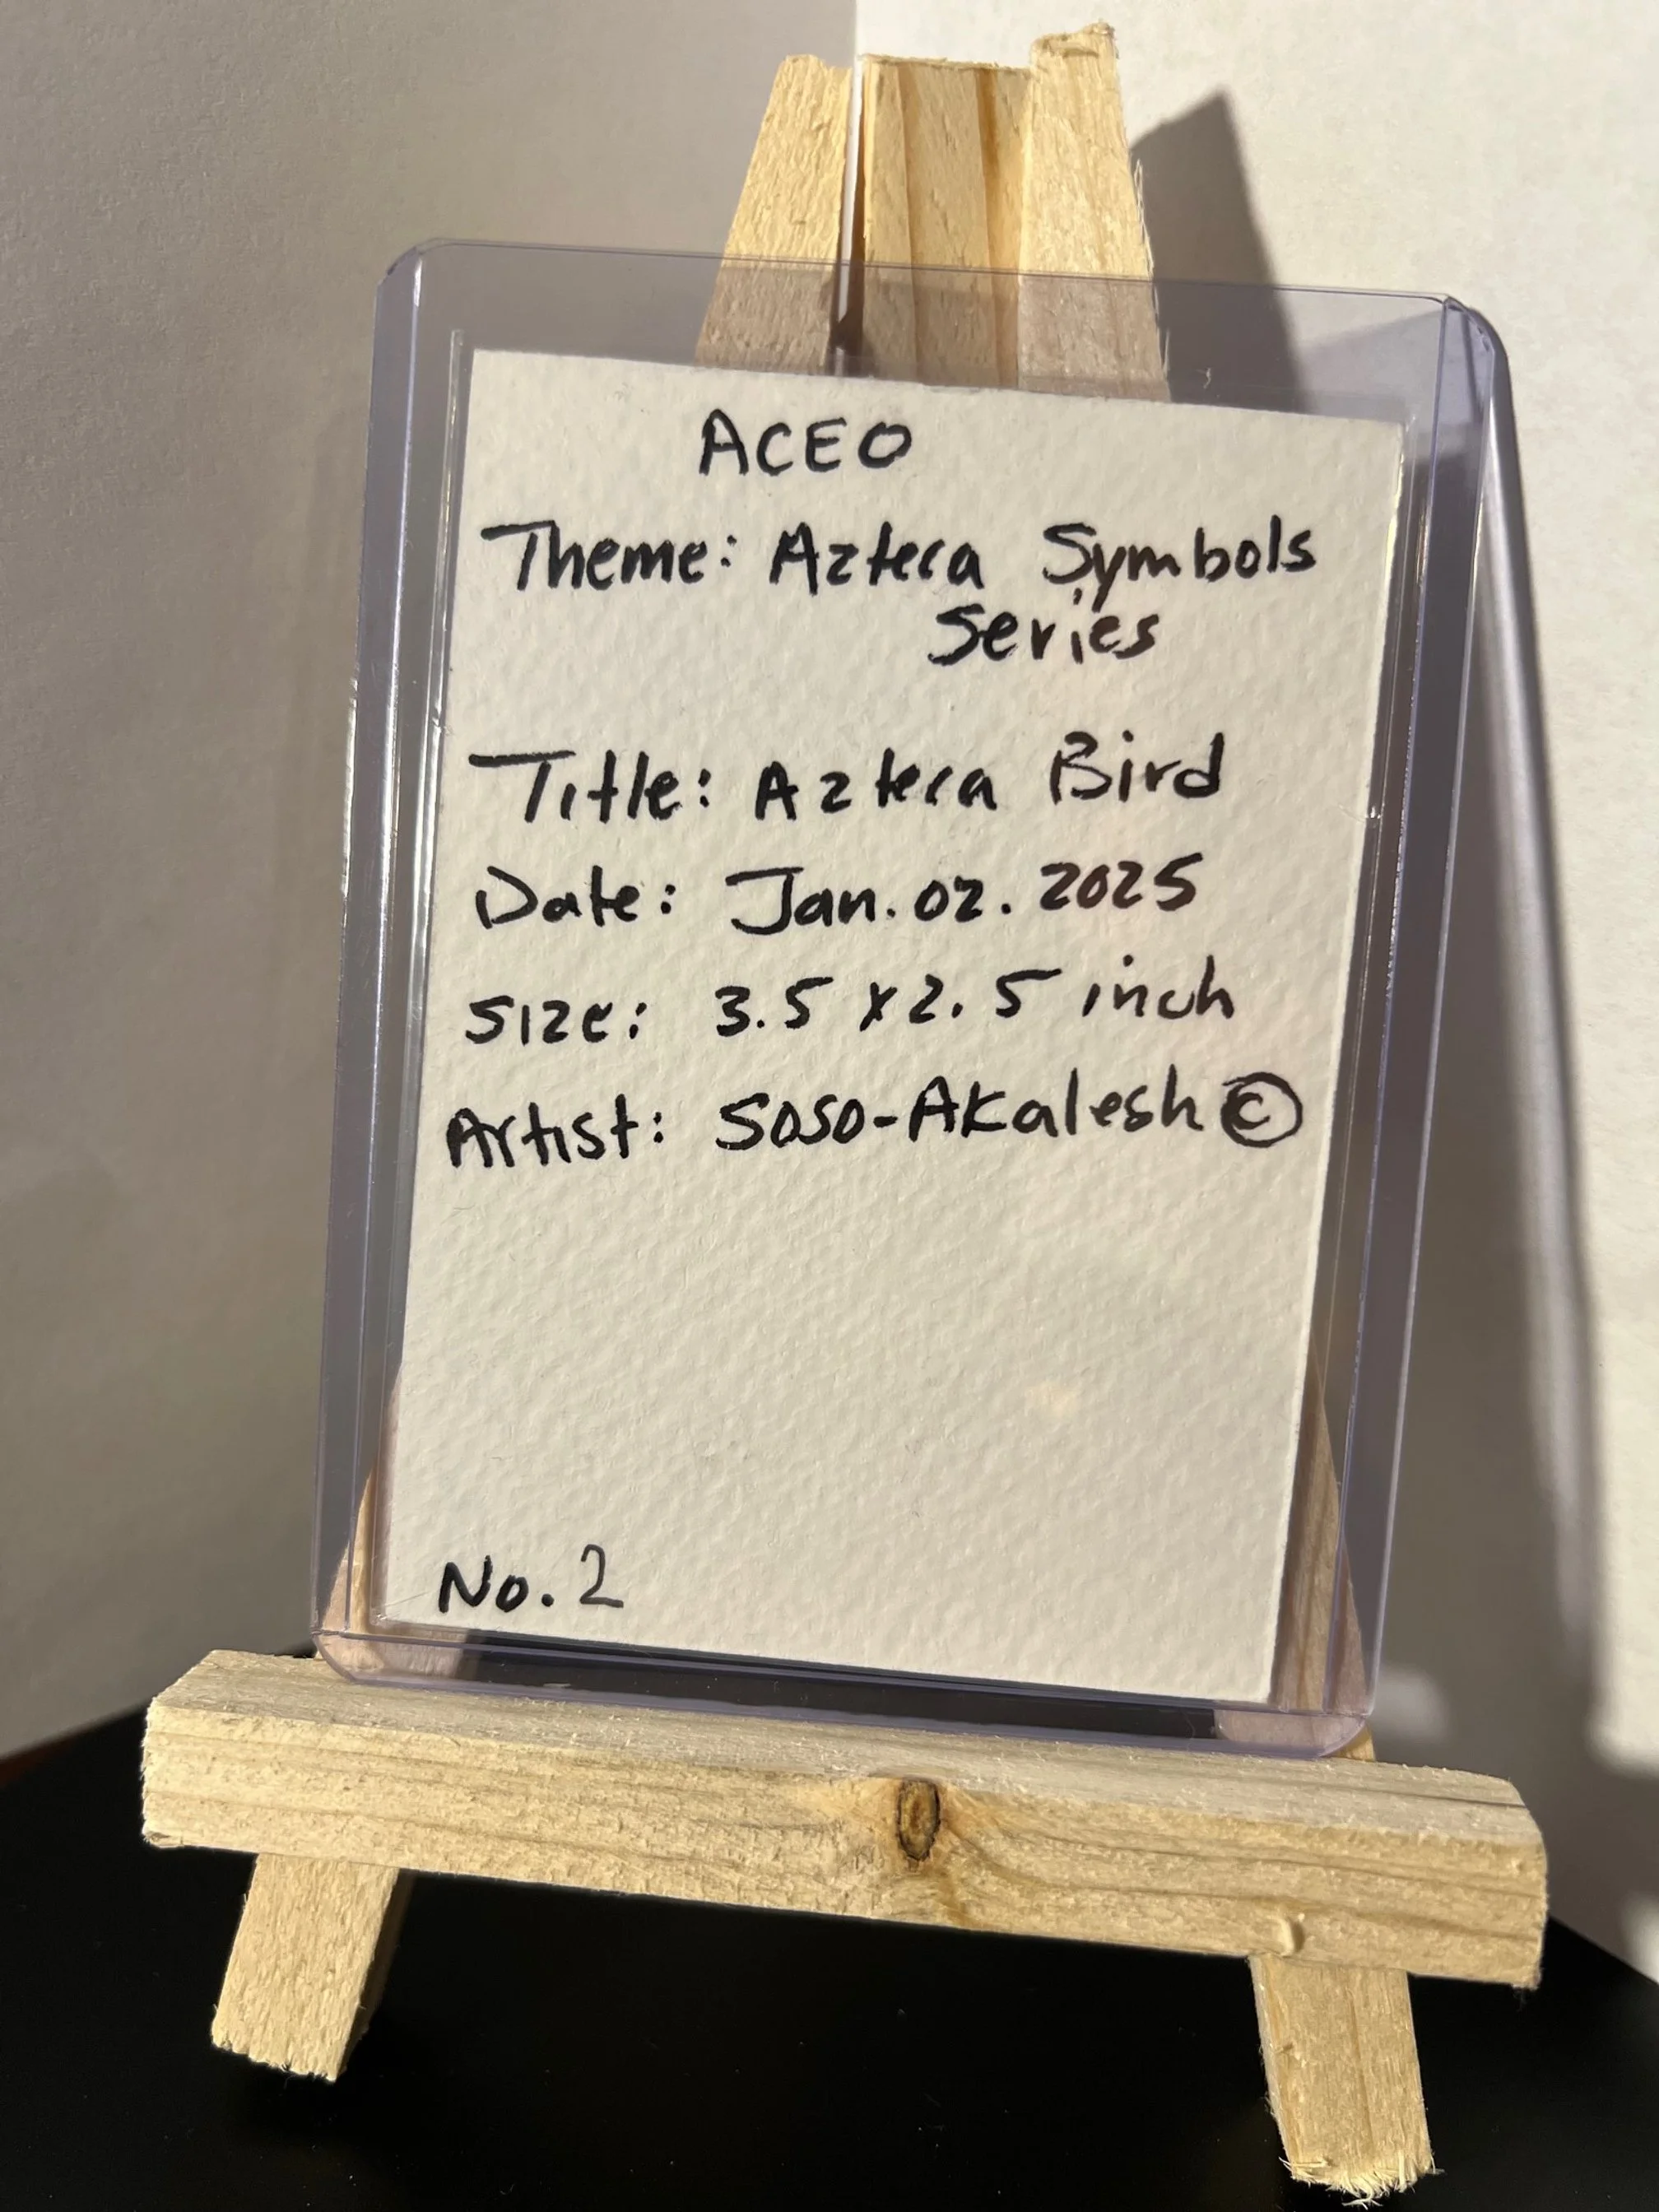 ACEO
Theme: Azteca Symbols
Series
Title: Azteca Bird
Date: Jan.02.2025
Size: 3.5 x 2.5 inch
Artist: Soso-Akalesh ©
No.2